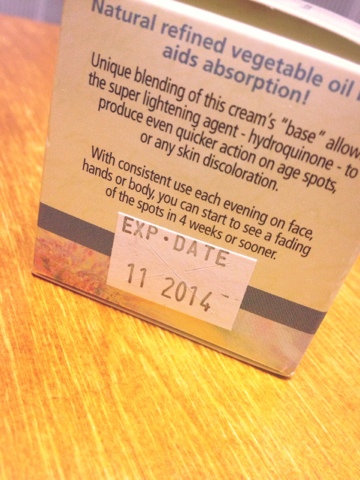 Natural refined vegetable oil
aids absorption!
Unique blending of this cream's "base" allow
the super lightening agent - hydroquinone - to
produce even quicker action on age spots,
or any skin discoloration.
With consistent use each evening on face,
hands or body, you can start to see a fading
of the spots in 4 weeks or sooner.
EXP·DATE
11 2014